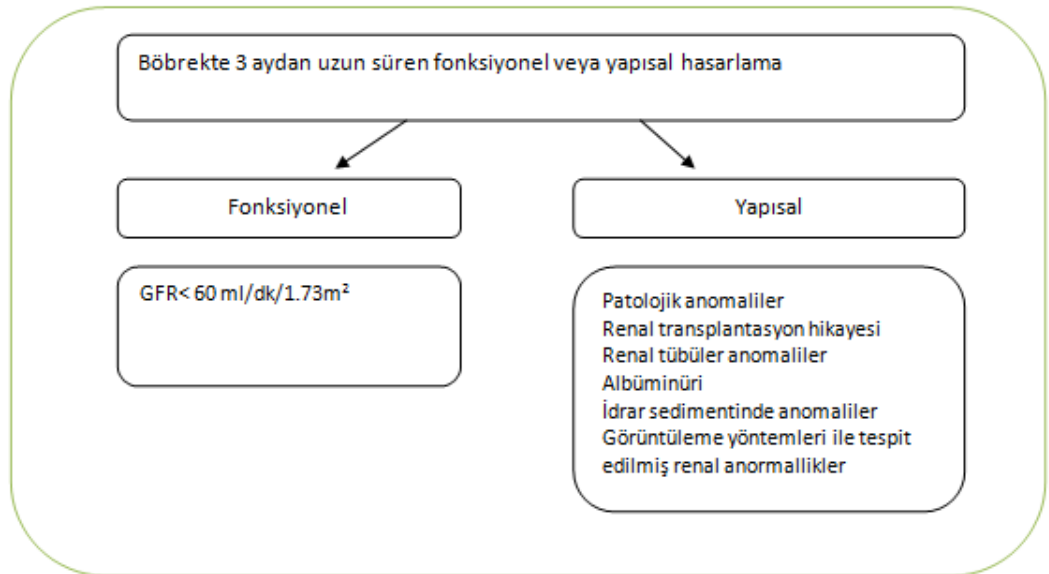 Böbrekte 3 aydan uzun süren fonksiyonel veya yapısal hasarlama
Fonksiyonel
Yapısal
GFR< 60 ml/dk/1.73m²
Patolojik anomaliler
Renal transplantasyon hikayesi
Renal tübüler anomaliler
Albüminüri
İdrar sedimentinde anomaliler
Görüntüleme yöntemleri ile tespit
edilmiş renal anormallikler